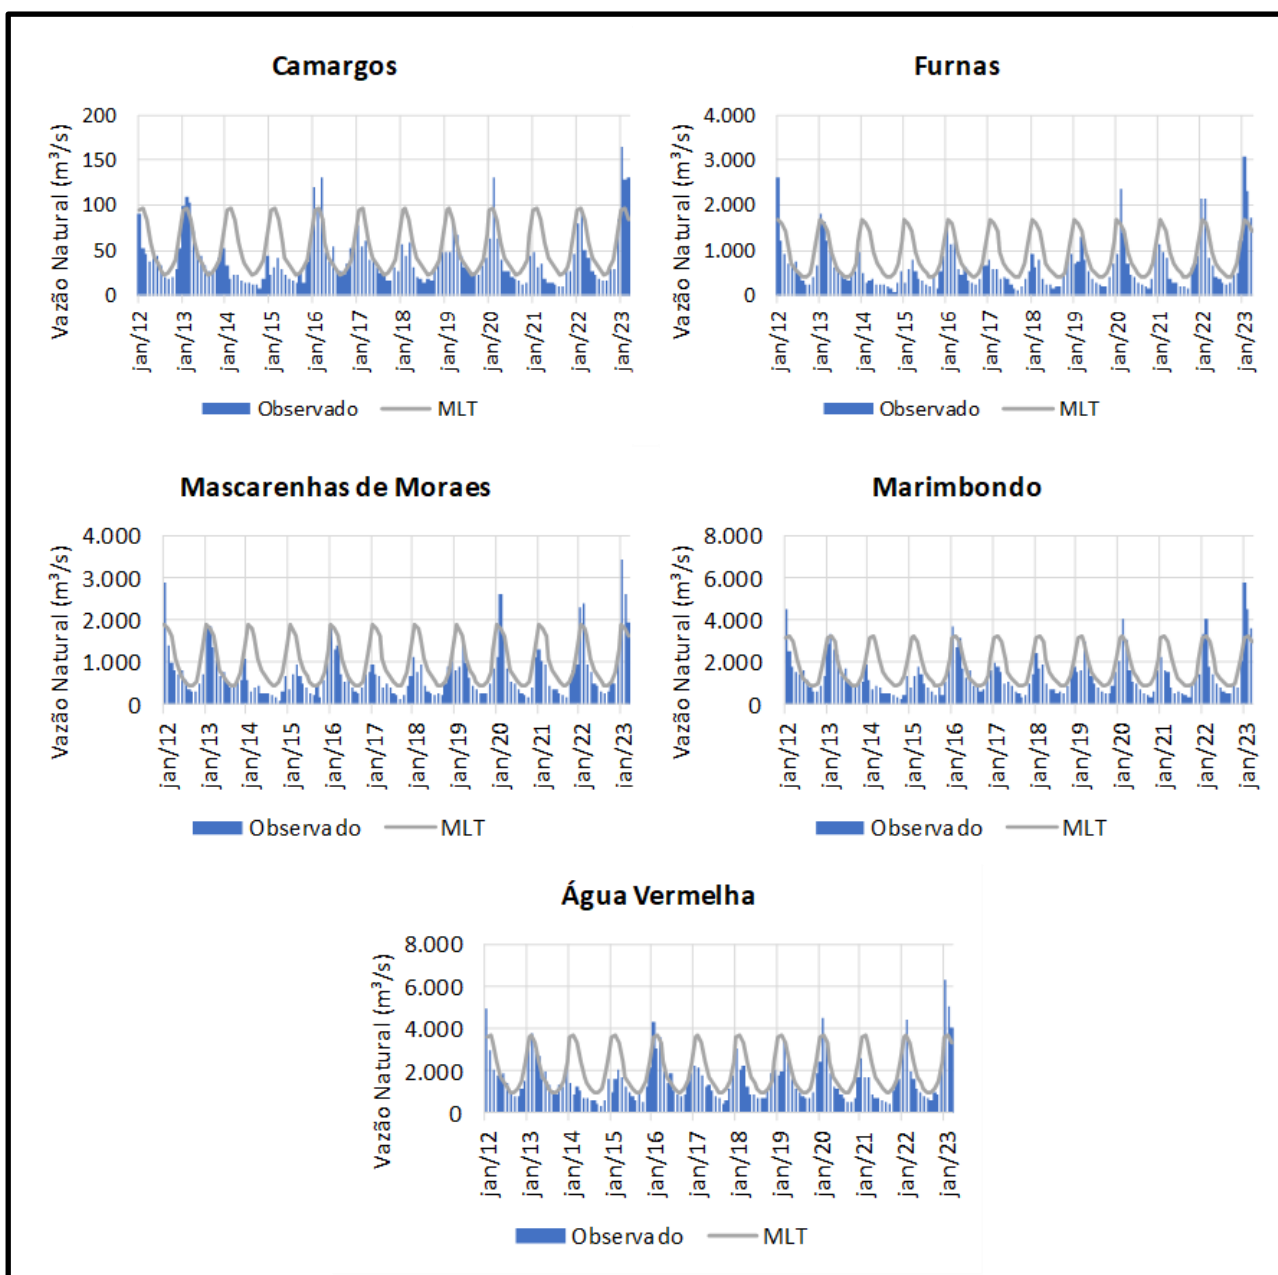 Camargos
Vazão Natural (m³/s)
200
150
100
50
0
jan/12
jan/13
jan/14
jan/15
jan/16
jan/17
jan/18
jan/19
jan/20
jan/21
jan/22
jan/23
Observado
MLT
Furnas
Vazão Natural (m³/s)
4.000
3.000
2.000
1.000
0
jan/12
jan/13
jan/14
jan/15
jan/16
jan/17
jan/18
jan/19
jan/20
jan/21
jan/22
jan/23
Observado
MLT
Mascarenhas de Moraes
Vazão Natural (m³/s)
4.000
3.000
2.000
1.000
0
jan/12
jan/13
jan/14
jan/15
jan/16
jan/17
jan/18
jan/19
jan/20
jan/21
jan/22
jan/23
Observado
MLT
Marimbondo
Vazão Natural (m³/s)
8.000
6.000
4.000
2.000
0
jan/12
jan/13
jan/14
jan/15
jan/16
jan/17
jan/18
jan/19
jan/20
jan/21
jan/22
jan/23
Observado
MLT
Água Vermelha
Vazão Natural (m³/s)
8.000
6.000
4.000
2.000
0
jan/12
jan/13
jan/14
jan/15
jan/16
jan/17
jan/18
jan/19
jan/20
jan/21
jan/22
jan/23
Observado
MLT